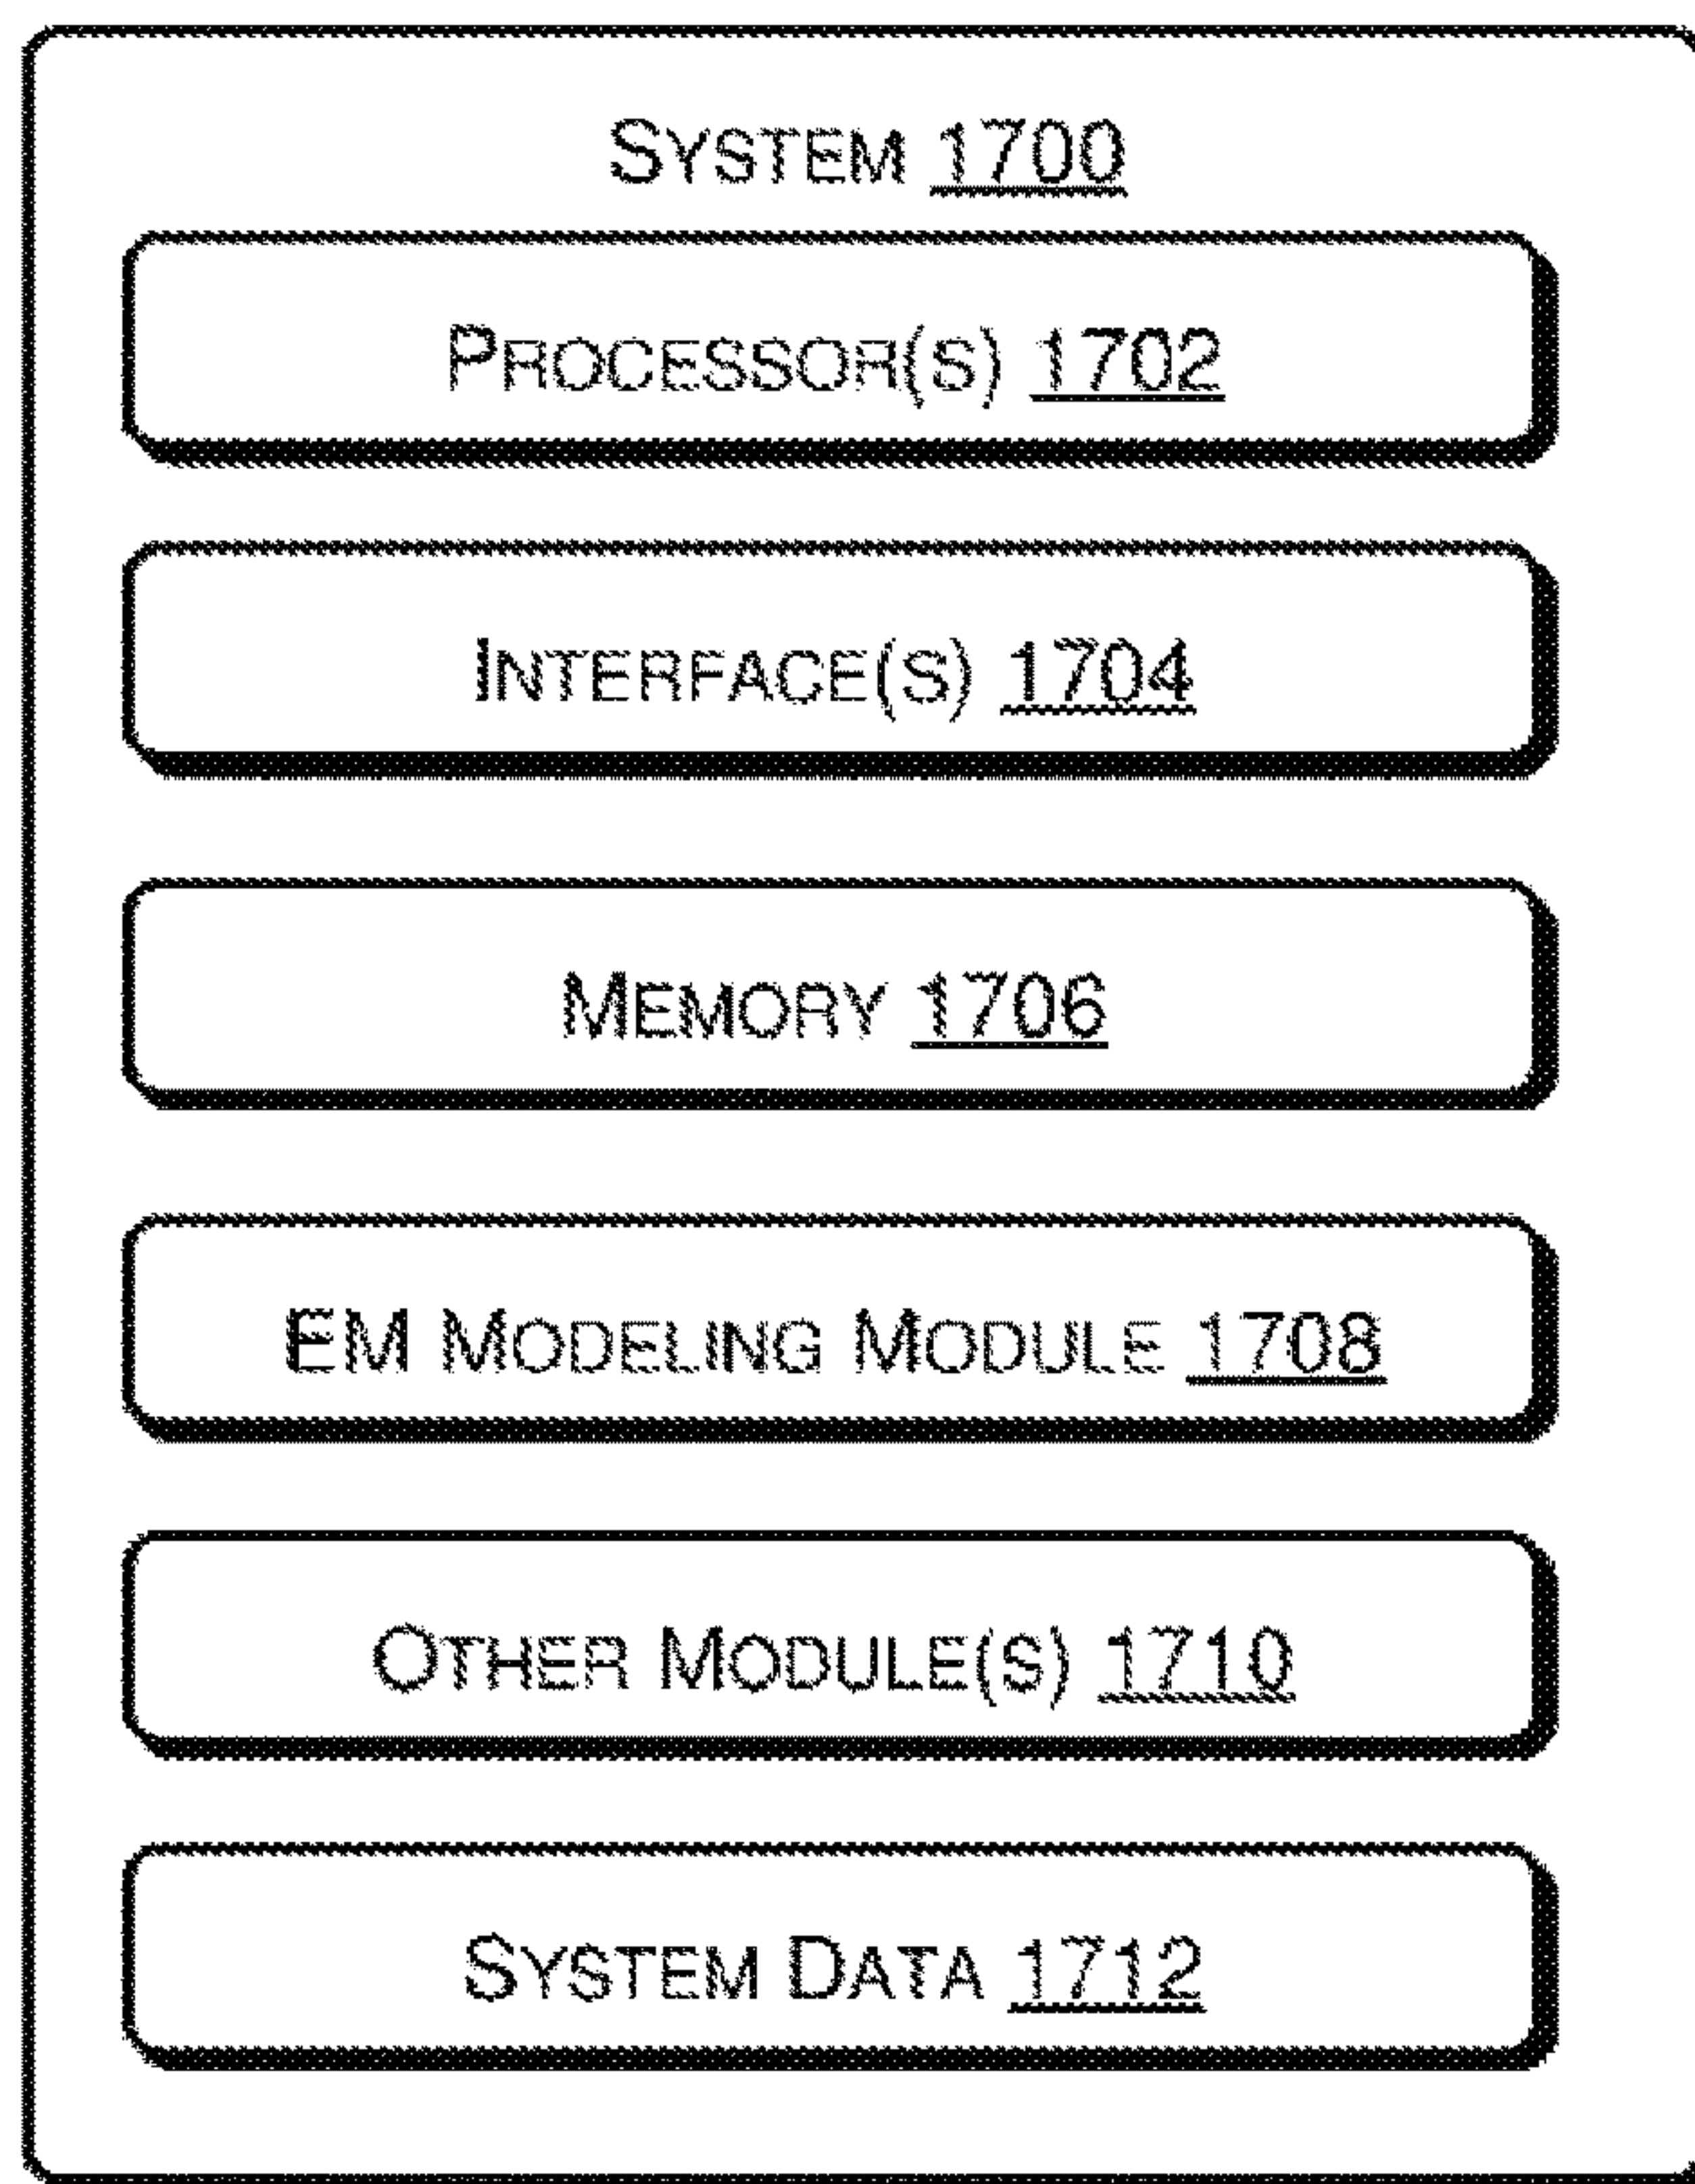 SYSTEM 1700
PROCESSOR(S) 1702
INTERFACE(S) 1704
MEMORY 1706
EM MODELING MODULE 1708
OTHER MODULE(S) 1710
SYSTEM DATA 1712